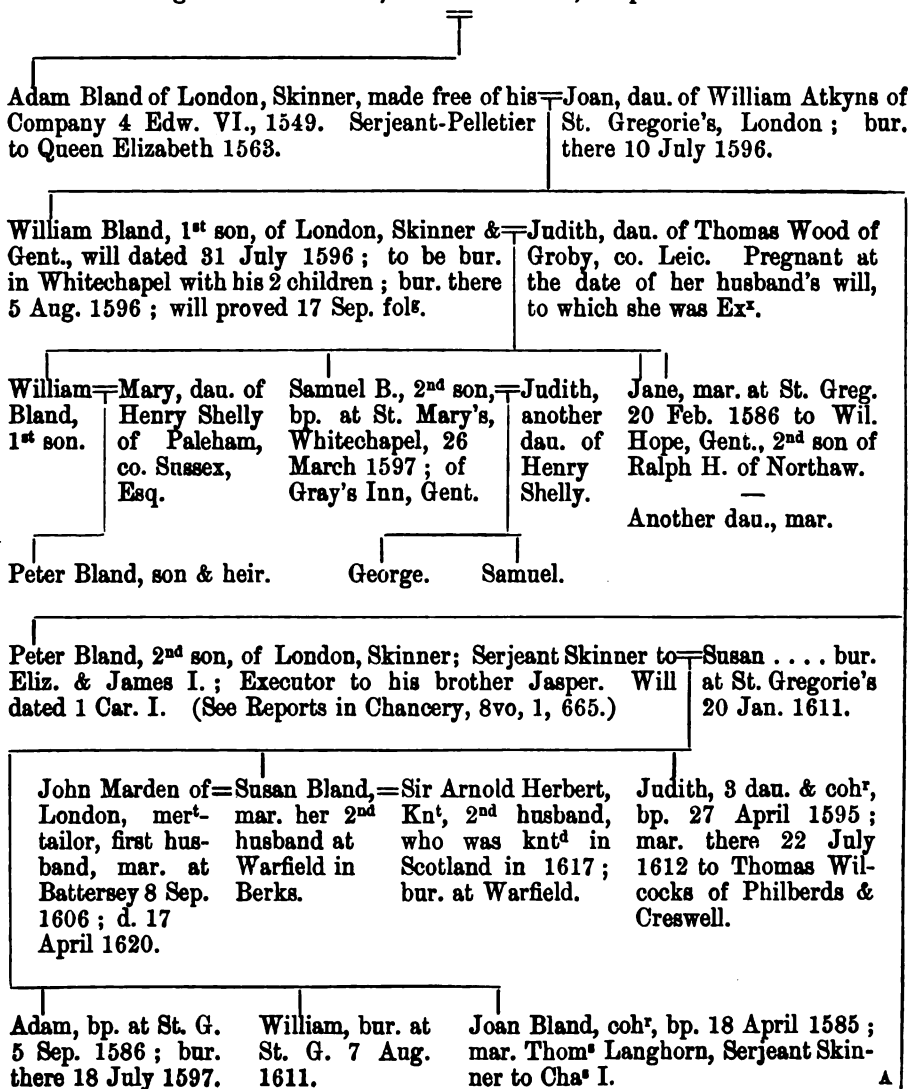 Adam Bland of London, Skinner, made free of his
Company 4 Edw. VI., 1549. Serjeant-Pelletier
to Queen Elizabeth 1563.
Joan, dau. of William Atkyns of
St. Gregorie's, London ; bur.
there 10 July 1596.
William Bland, 1st son, of London, Skinner &
Gent., will dated 31 July 1596 ; to be bur.
in Whitechapel with his 2 children ; bur. there
5 Aug. 1596 ; will proved 17 Sep. folg.
Judith, dau. of Thomas Wood of
Groby, co. Leic. Pregnant at
the date of her husband's will,
to which she was Exx.
William
Bland,
1st son.
Mary, dau. of
Henry Shelly
of Paleham,
co. Sussex,
Esq.
Samuel B., 2nd son,
bp. at St. Mary's,
Whitechapel, 26
March 1597 ; of
Gray's Inn, Gent.
Judith,
another
dau. of
Henry
Shelly.
Jane, mar. at St. Greg.
20 Feb. 1586 to Wil.
Hope, Gent., 2nd son of
Ralph H. of Northaw.
—
Another dau., mar.
Peter Bland, son & heir.
George.
Samuel.
Peter Bland, 2nd son, of London, Skinner; Serjeant Skinner to
Eliz. & James I. ; Executor to his brother Jasper. Will
dated 1 Car. I. (See Reports in Chancery, 8vo, 1, 665.)
Susan . . . . bur.
at St. Gregorie's
20 Jan. 1611.
John Marden of
London, mert-
tailor, first hus-
band, mar. at
Battersey 8 Sep.
1606 ; d. 17
April 1620.
Susan Bland,
mar. her 2nd
husband at
Warfield in
Berks.
Sir Arnold Herbert,
Knt, 2nd husband,
who was kntd in
Scotland in 1617 ;
bur. at Warfield.
Judith, 3 dau. & cohr,
bp. 27 April 1595 ;
mar. there 22 July
1612 to Thomas Wil-
cocks of Philberds &
Creswell.
Adam, bp. at St. G.
5 Sep. 1586 ; bur.
there 18 July 1597.
William, bur. at
St. G. 7 Aug.
1611.
Joan Bland, cohr, bp. 18 April 1585 ;
mar. Thoms Langhorn, Serjeant Skin-
ner to Chas I.
A